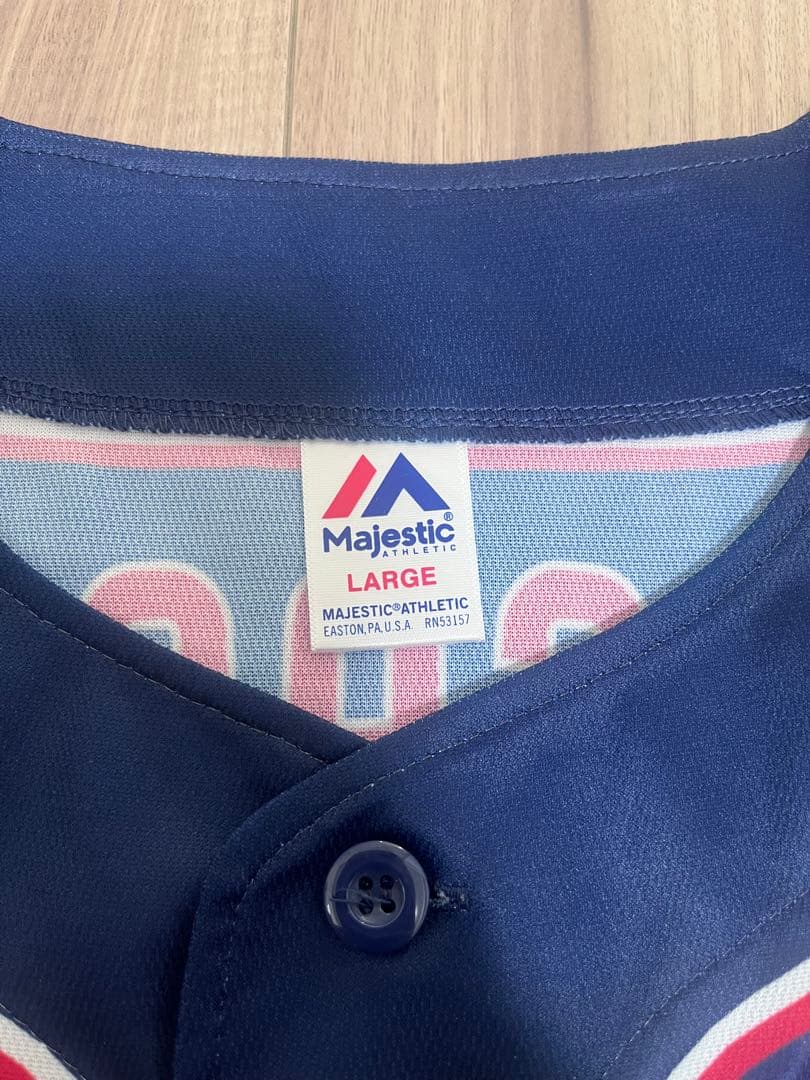 Majestic®
ATHLETIC
LARGE
MAJESTIC®ATHLETIC
EASTON, PA, U.S.A RN53157